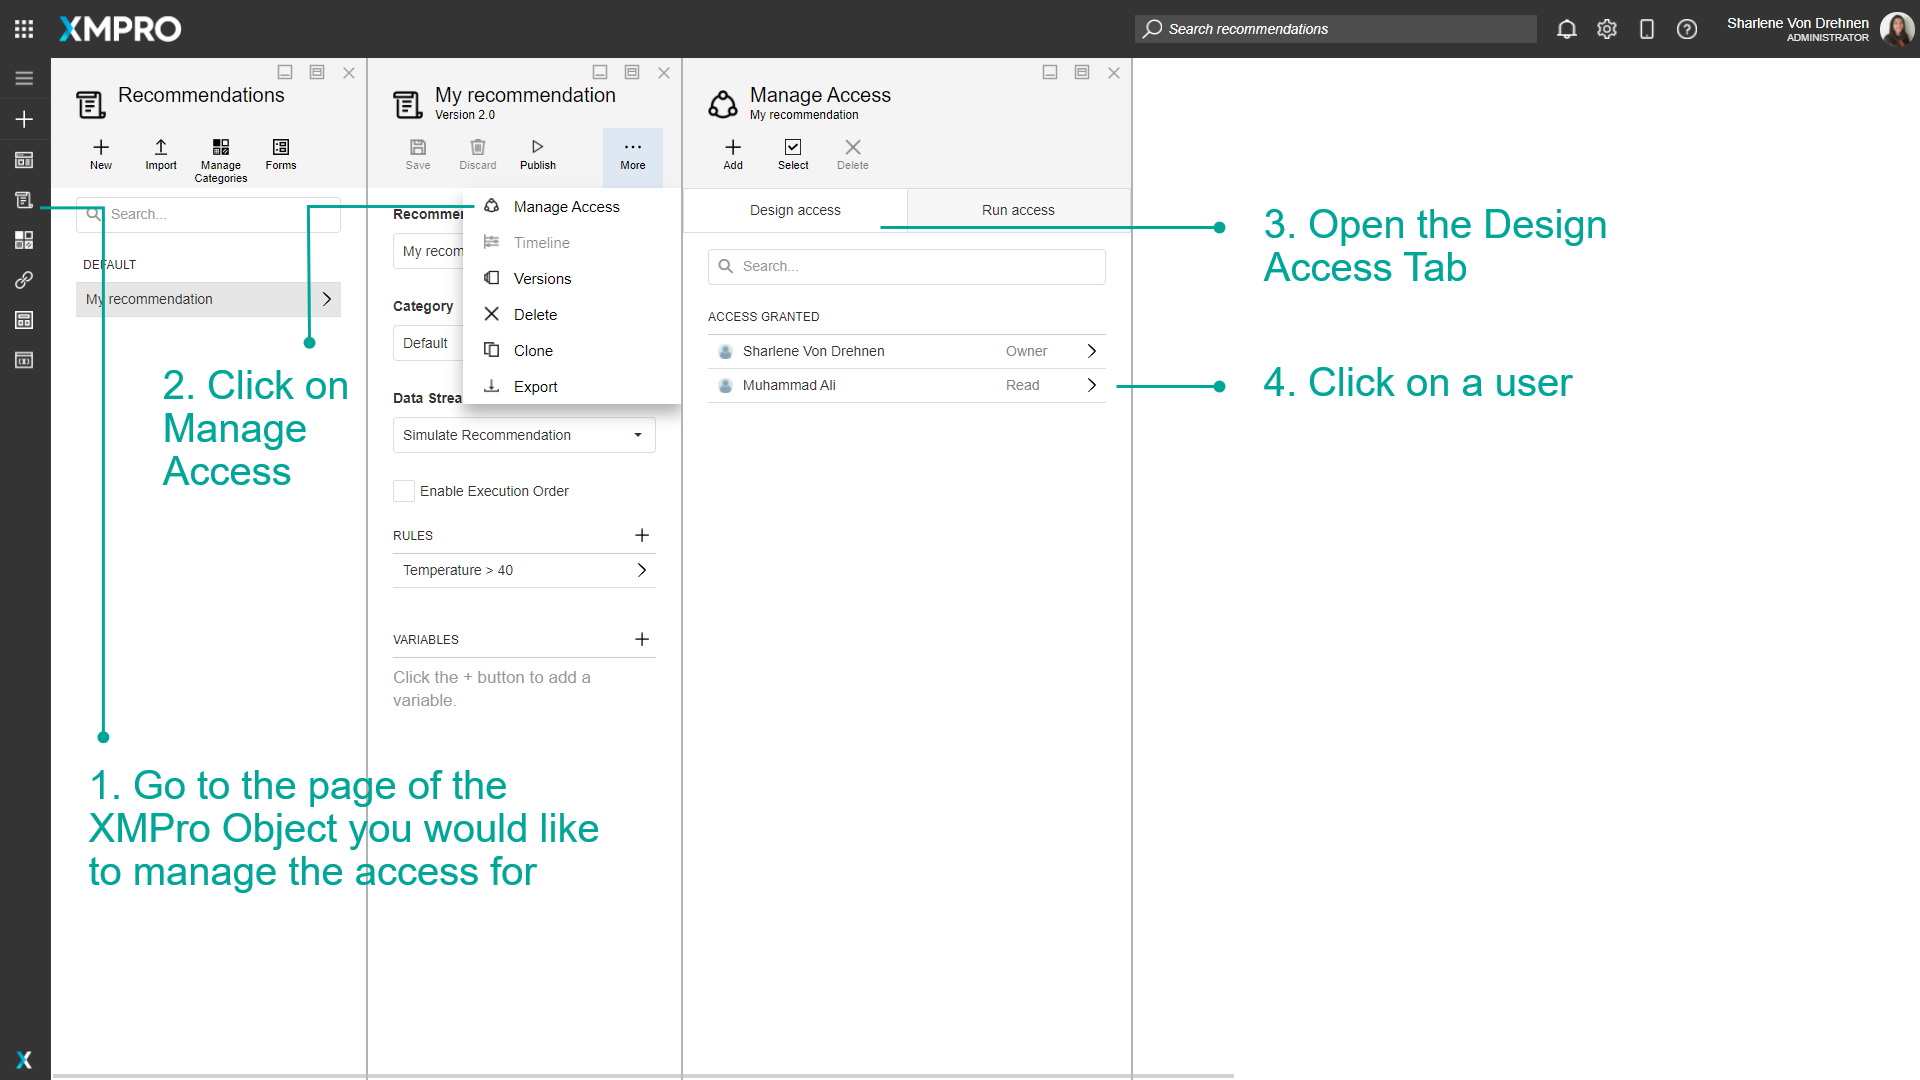 XMPRO
Search recommendations
Sharlene Von Drehnen
ADMINISTRATOR
Recommendations
New
Import
Manage
Categories
Forms
Search...
DEFAULT
My recommendation
My recommendation
Version 2.0
Save
Discard
Publish
More
Manage Access
Timeline
Versions
Delete
Clone
Export
Recommen
My recom
Category
Default
Data Strea
Simulate Recommendation
Enable Execution Order
RULES
Temperature > 40
VARIABLES
Click the + button to add a
variable.
Manage Access
My recommendation
Add
Select
Delete
Design access
Run access
Search...
ACCESS GRANTED
Sharlene Von Drehnen
Owner
Muhammad Ali
Read
1. Go to the page of the
XMPro Object you would like
to manage the access for
2. Click on
Manage
Access
3. Open the Design
Access Tab
4. Click on a user